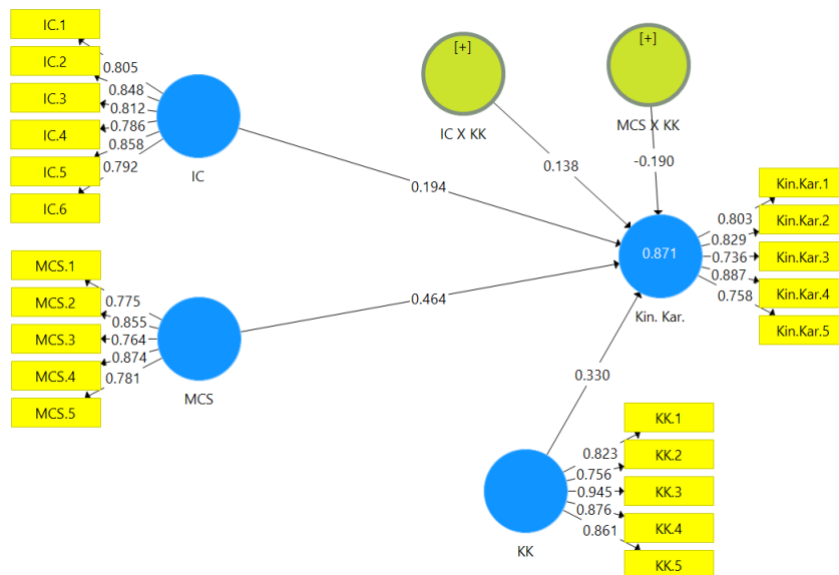 IC.1
IC.2
IC.3
IC.4
IC.5
IC.6
0.805
0.848
0.812
0.786
0.858
0.792
IC
[+]
IC X KK
[+]
MCS X KK
0.138
-0.190
0.194
MCS.1
MCS.2
MCS.3
MCS.4
MCS.5
0.775
0.855
0.764
0.874
0.781
MCS
0.464
0.871
Kin. Kar.
0.803
0.829
0.736
0.887
0.758
Kin.Kar.1
Kin.Kar.2
Kin.Kar.3
Kin.Kar.4
Kin.Kar.5
0.330
KK
0.823
0.756
0.945
0.876
0.861
KK.1
KK.2
KK.3
KK.4
KK.5